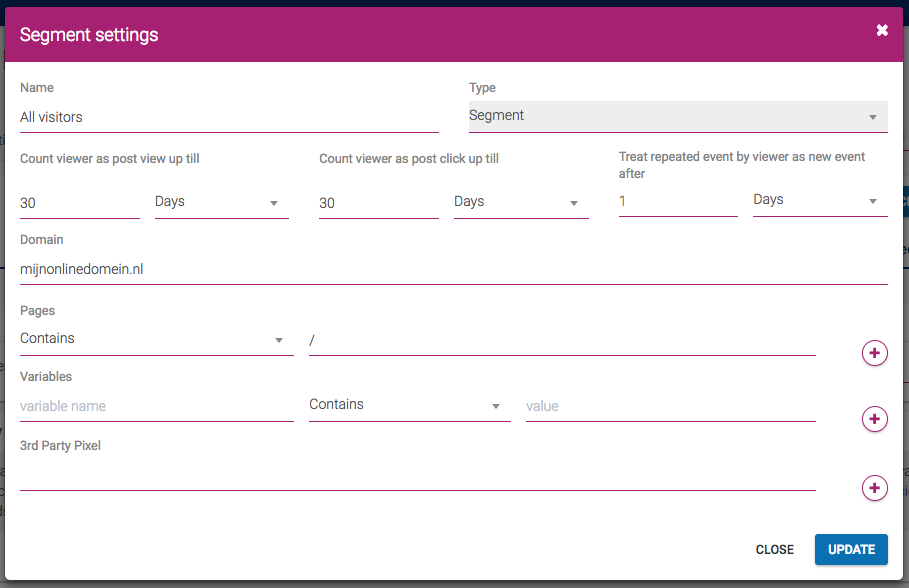 Segment settings
Name
Type
All visitors
Segment
Count viewer as post view up till
Count viewer as post click up till
Treat repeated event by viewer as new event
after
30
Days
30
Days
1
Days
Domain
mijnonlinedomein.nl
Pages
Contains
/
Variables
variable name
Contains
value
3rd Party Pixel
CLOSE
UPDATE